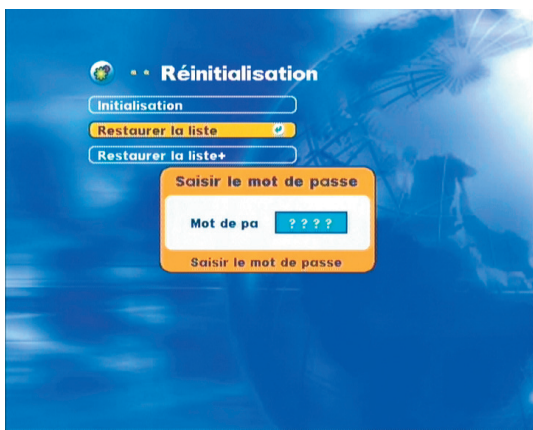 Réinitialisation
Initialisation
Restaurer la liste
Restaurer la liste+
Saisir le mot de passe
Mot de pa ? ? ? ?
Saisir le mot de passe